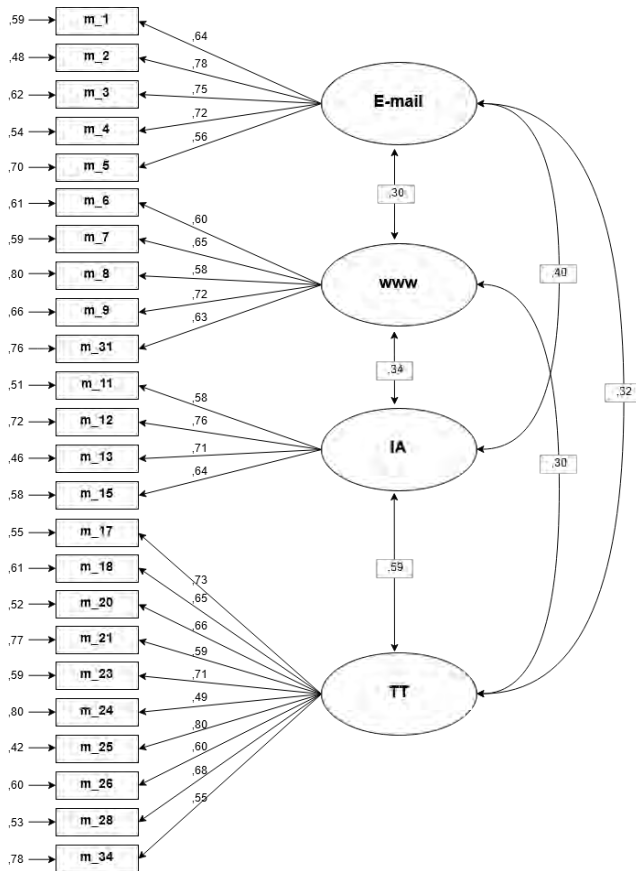 ,59 m_1
,64
,48 m_2
,78
,62 m_3
,75
E-mail
,54 m_4
,72
,70 m_5
,56
,61 m_6
,30
,60
,59 m_7
,65
,80 m_8
,58
www
,40
,66 m_9
,72
,76 m_31
,63
,51 m_11
,34
,58
,32
,72 m_12
,76
,46 m_13
,71
IA
,30
,58 m_15
,64
,55 m_17
,73
,61 m_18
,59
,65
,52 m_20
,66
,77 m_21
,59
,59 m_23
,71
TT
,80 m_24
,49
,42 m_25
,80
,60 m_26
,60
,53 m_28
,68
,78 m_34
,55